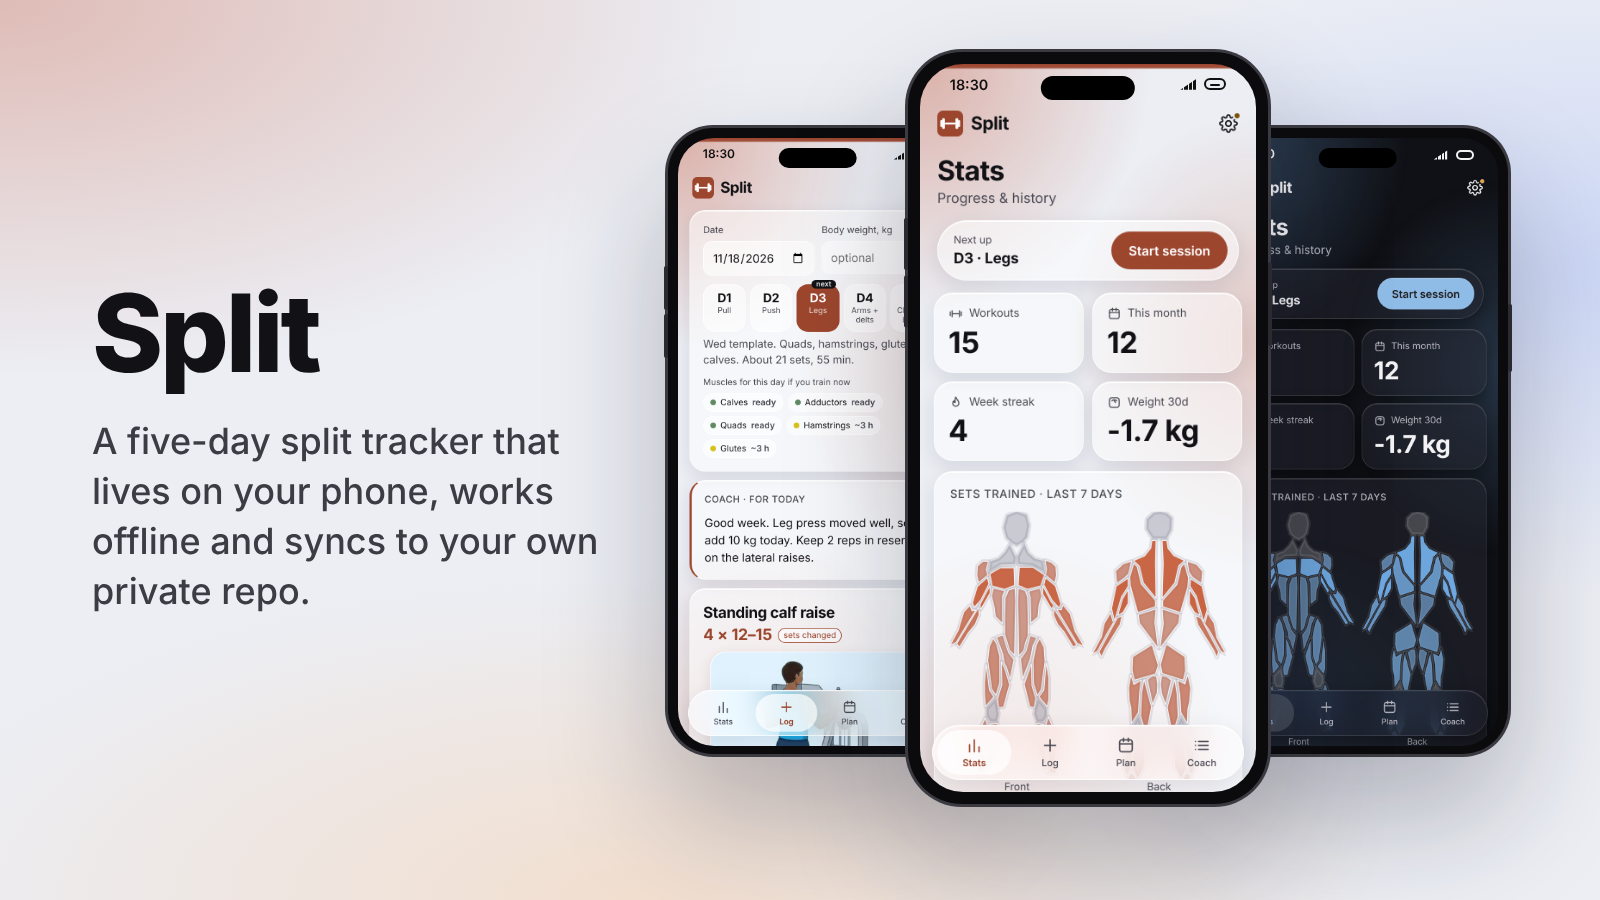 Split
A five-day split tracker that
lives on your phone, works
offline and syncs to your own
private repo.
18:30
Split
Date
Body weight, kg
11/18/2026
optional
next
D1
Pull
D2
Push
D3
Legs
D4
Arms +
delts
Wed template. Quads, hamstrings,
calves. About 21 sets, 55 min.
Muscles for this day if you train now
Calves ready
Adductors ready
Quads ready
Hamstrings ~3 h
Glutes ~3 h
COACH · FOR TODAY
Good week. Leg press moved well,
add 10 kg today. Keep 2 reps in
on the lateral raises.
Standing calf raise
4 × 12–15
sets changed
Stats
Log
Plan
18:30
Split
Stats
Progress & history
Next up
D3 · Legs
Start session
Workouts
15
This month
12
Week streak
4
Weight 30d
-1.7 kg
SETS TRAINED · LAST 7 DAYS
Stats
Log
Plan
Coach
Front
Back
& history
Legs
Start session
This month
12
streak
Weight 30d
-1.7 kg
TRAINED · LAST 7 DAYS
Log
Plan
Coach
Front
Back